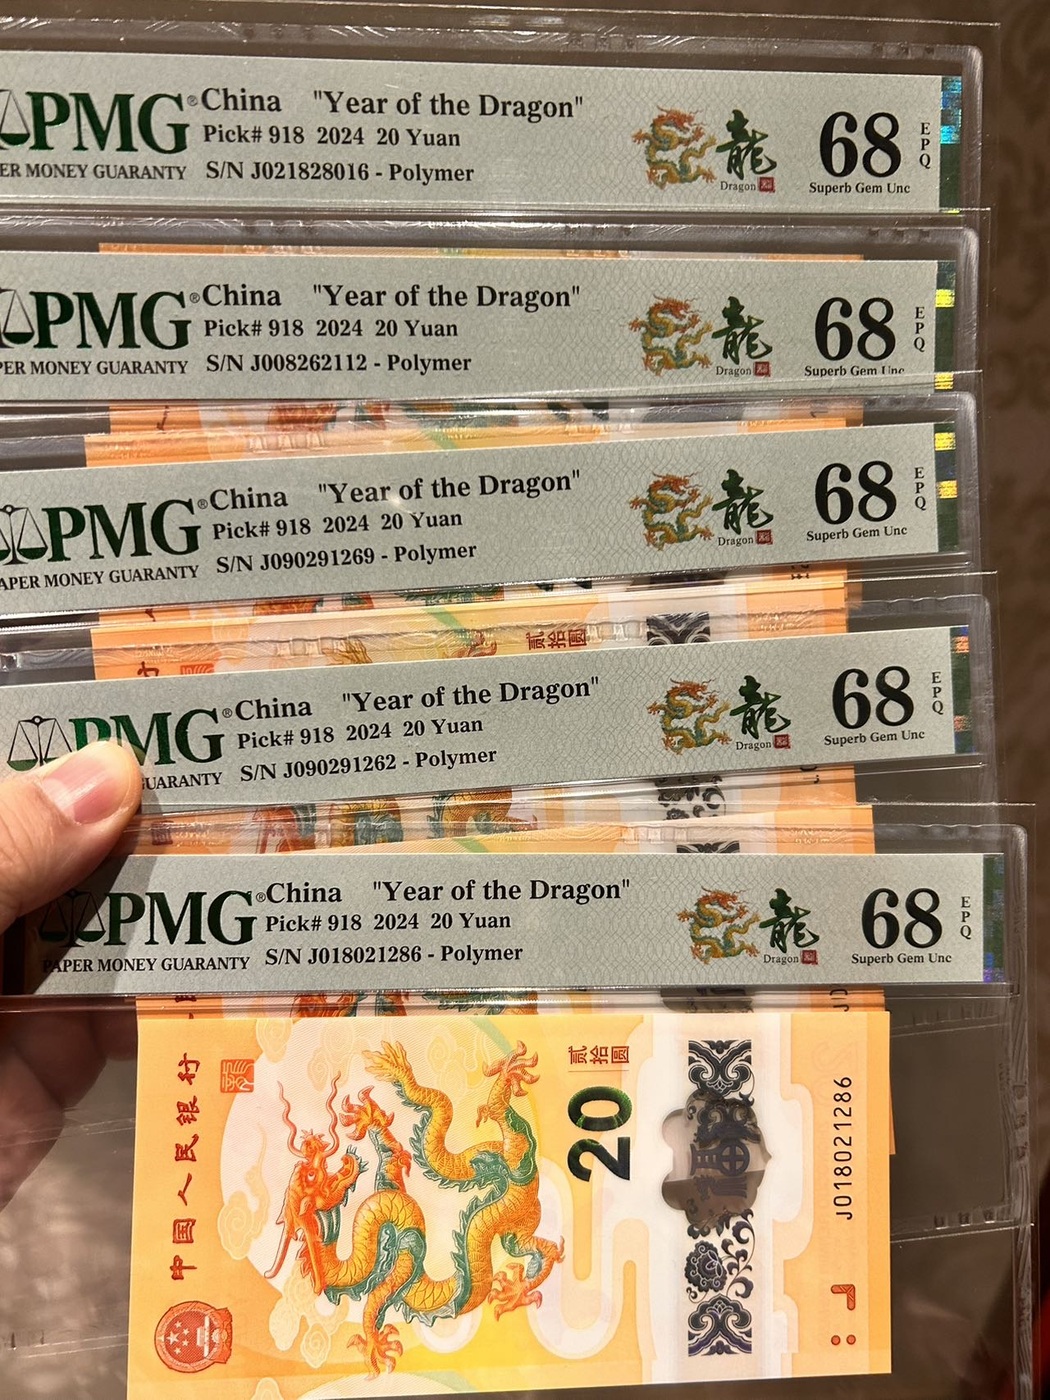 PMG® China "Year of the Dragon"
Pick# 918 2024 20 Yuan
ER MONEY GUARANTY S/N J021828016 - Polymer
龍
Dragon
68
EPQ
Superb Gem Unc
PMG® China "Year of the Dragon"
Pick# 918 2024 20 Yuan
PER MONEY GUARANTY S/N J008262112 - Polymer
龍
Dragon
68
EPQ
Superb Gem Unc
PMG® China "Year of the Dragon"
Pick# 918 2024 20 Yuan
APER MONEY GUARANTY S/N J090291269 - Polymer
龍
Dragon
68
EPQ
Superb Gem Unc
贰拾圆
PMG® China "Year of the Dragon"
Pick# 918 2024 20 Yuan
GUARANTY S/N J090291262 - Polymer
龍
Dragon
68
EPQ
Superb Gem Unc
PMG® China "Year of the Dragon"
Pick# 918 2024 20 Yuan
PAPER MONEY GUARANTY S/N J018021286 - Polymer
龍
Dragon
68
EPQ
Superb Gem Unc
中国人民银行
贰拾圆
20
福
J018021286